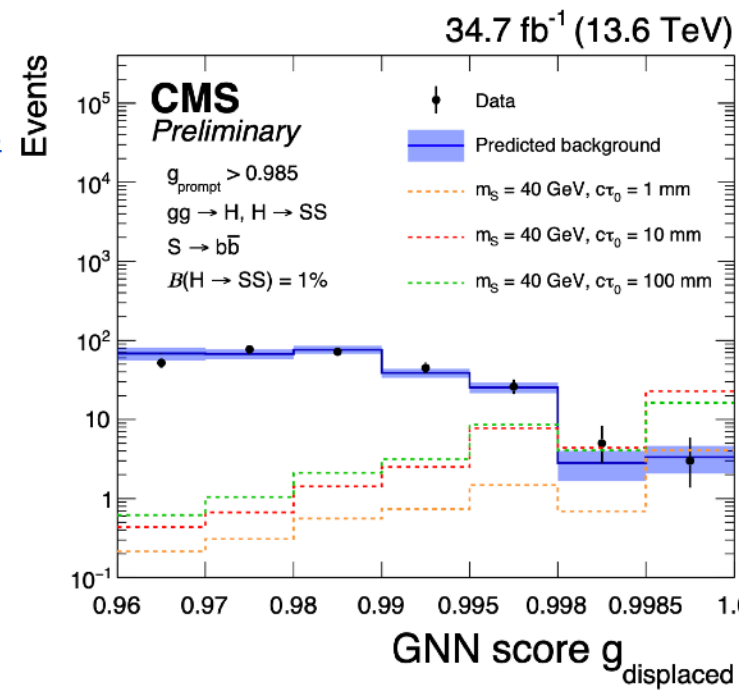 34.7 fb⁻¹ (13.6 TeV)
Events
10⁵
10⁴
10³
10²
10
1
10⁻¹
CMS
Preliminary
g_prompt > 0.985
gg → H, H → SS
S → bb̅
B(H → SS) = 1%
Data
Predicted background
m_S = 40 GeV, cτ₀ = 1 mm
m_S = 40 GeV, cτ₀ = 10 mm
m_S = 40 GeV, cτ₀ = 100 mm
0.96 0.97 0.98 0.99 0.995 0.998 0.9985 1.
GNN score g_displaced